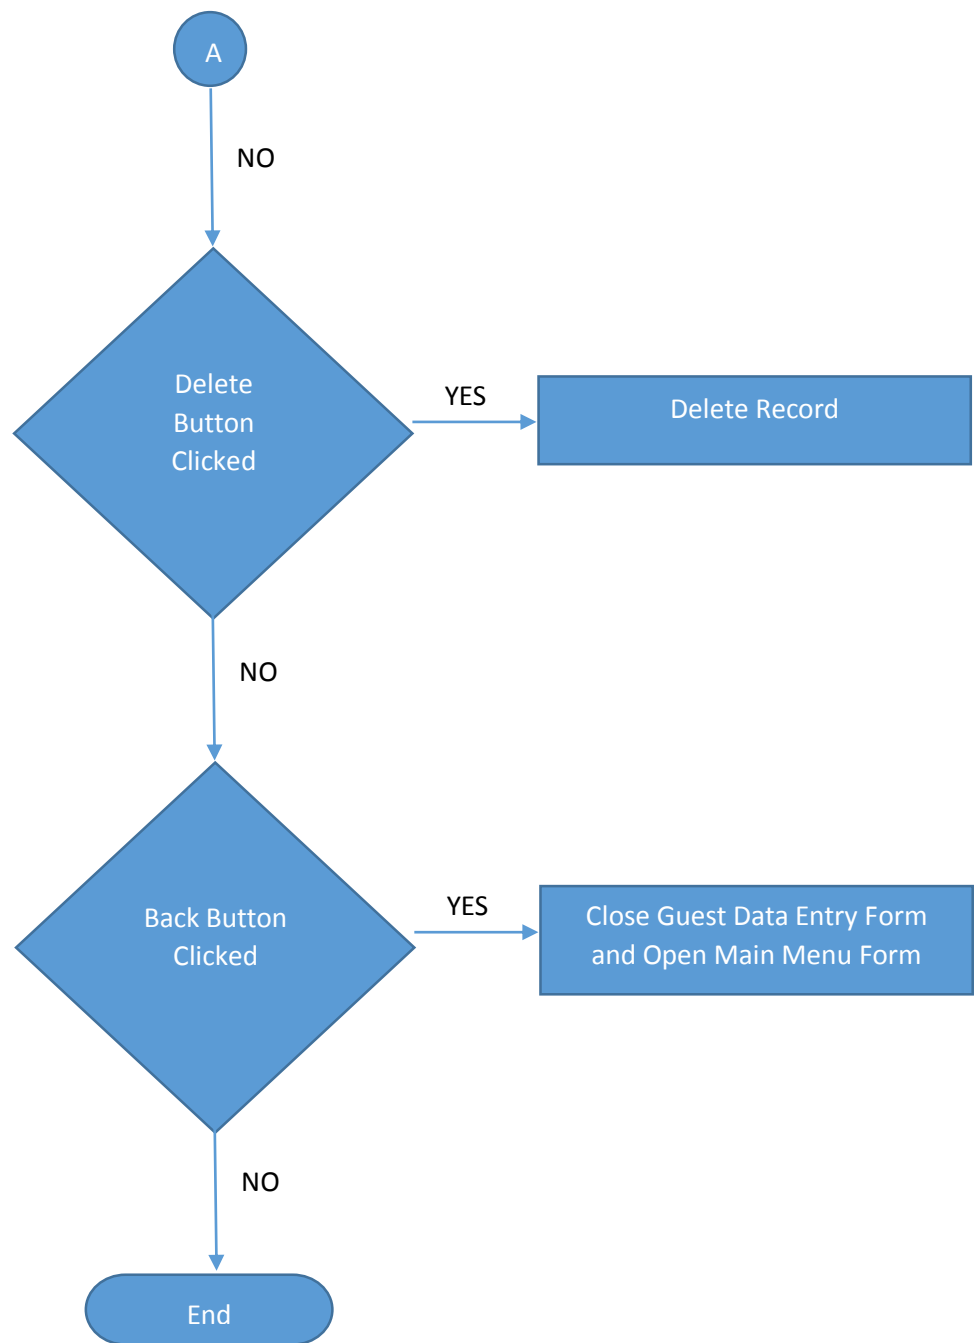 A
NO
Delete
Button
Clicked
YES
Delete Record
NO
Back Button
Clicked
YES
Close Guest Data Entry Form
and Open Main Menu Form
NO
End